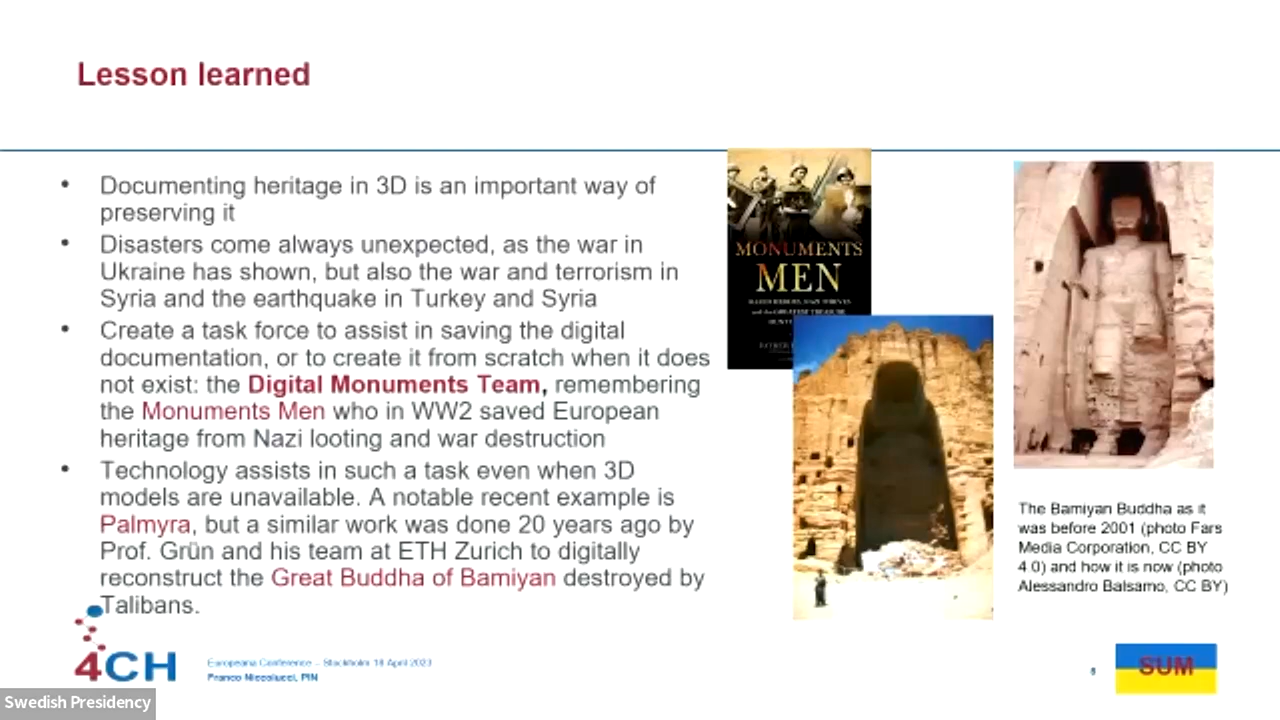 Lesson learned
• Documenting heritage in 3D is an important way of
preserving it
• Disasters come always unexpected, as the war in
Ukraine has shown, but also the war and terrorism in
Syria and the earthquake in Turkey and Syria
• Create a task force to assist in saving the digital
documentation, or to create it from scratch when it does
not exist: the Digital Monuments Team, remembering
the Monuments Men who in WW2 saved European
heritage from Nazi looting and war destruction
• Technology assists in such a task even when 3D
models are unavailable. A notable recent example is
Palmyra, but a similar work was done 20 years ago by
Prof. Grün and his team at ETH Zurich to digitally
reconstruct the Great Buddha of Bamiyan destroyed by
Talibans.
MONUMENTS
MEN
The Bamiyan Buddha as it
was before 2001 (photo Fars
Media Corporation, CC BY
4.0) and how it is now (photo
Alessandro Balsamo, CC BY)
4CH
Europeana Conference – Stockholm 18 April 2023
Franco Niccolucci, PIN
SUM
Swedish Presidency